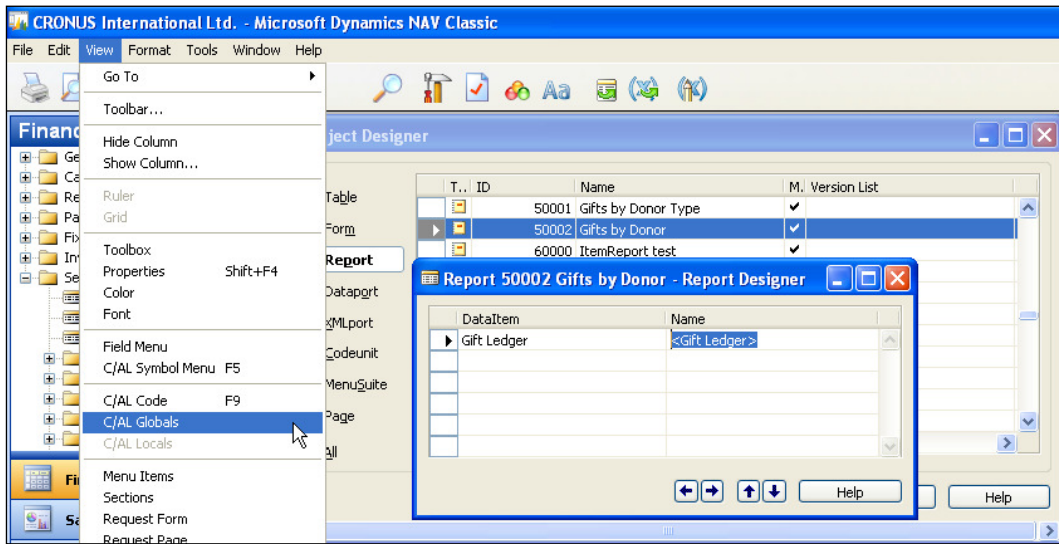 CRONUS International Ltd. - Microsoft Dynamics NAV Classic
File Edit View Format Tools Window Help
Go To
Toolbar...
Hide Column
Show Column...
Ruler
Grid
Toolbox
Properties Shift+F4
Color
Font
Field Menu
C/AL Symbol Menu F5
C/AL Code F9
C/AL Globals
C/AL Locals
Menu Items
Sections
Request Form
Request Page
Aa
Financ
Ge
Ca
Re
Pa
Fix
In
Se
Fi
Sa
ject Designer
Table
Form
Report
Dataport
XMLport
Codeunit
MenuSuite
Page
All
T.. ID Name M. Version List
50001 Gifts by Donor Type
50002 Gifts by Donor
60000 ItemReport test
Report 50002 Gifts by Donor - Report Designer
DataItem Name
Gift Ledger <Gift Ledger>
Help
Help